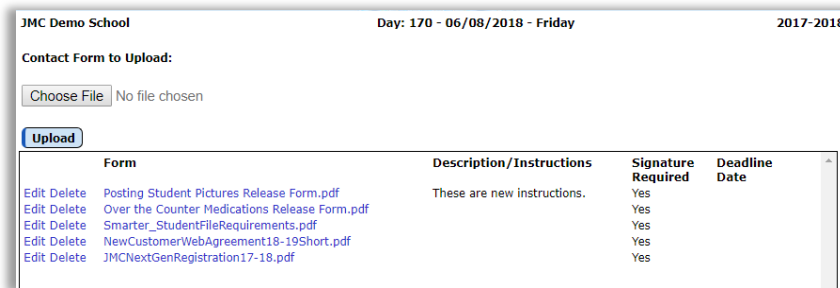 JMC Demo School Day: 170 - 06/08/2018 - Friday 2017-2018
Contact Form to Upload:
Choose File No file chosen
Upload
Form Description/Instructions Signature Required Deadline Date
Edit Delete Posting Student Pictures Release Form.pdf These are new instructions. Yes
Edit Delete Over the Counter Medications Release Form.pdf Yes
Edit Delete Smarter_StudentFileRequirements.pdf Yes
Edit Delete NewCustomerWebAgreement18-19Short.pdf Yes
Edit Delete JMCNextGenRegistration17-18.pdf Yes